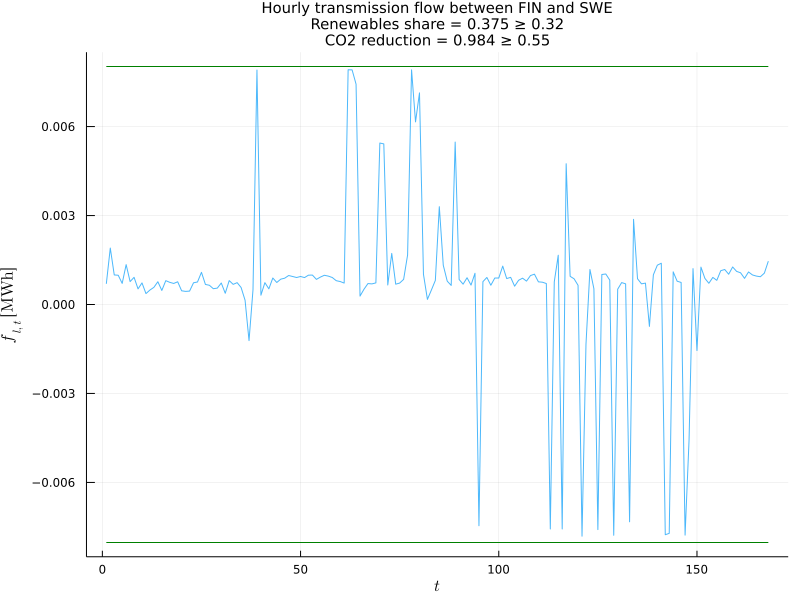 Hourly transmission flow between FIN and SWE
Renewables share = 0.375 ≥ 0.32
CO2 reduction = 0.984 ≥ 0.55
0.006
0.003
0.000
−0.003
−0.006
f_{l,t} [MWh]
0 50 100 150
t